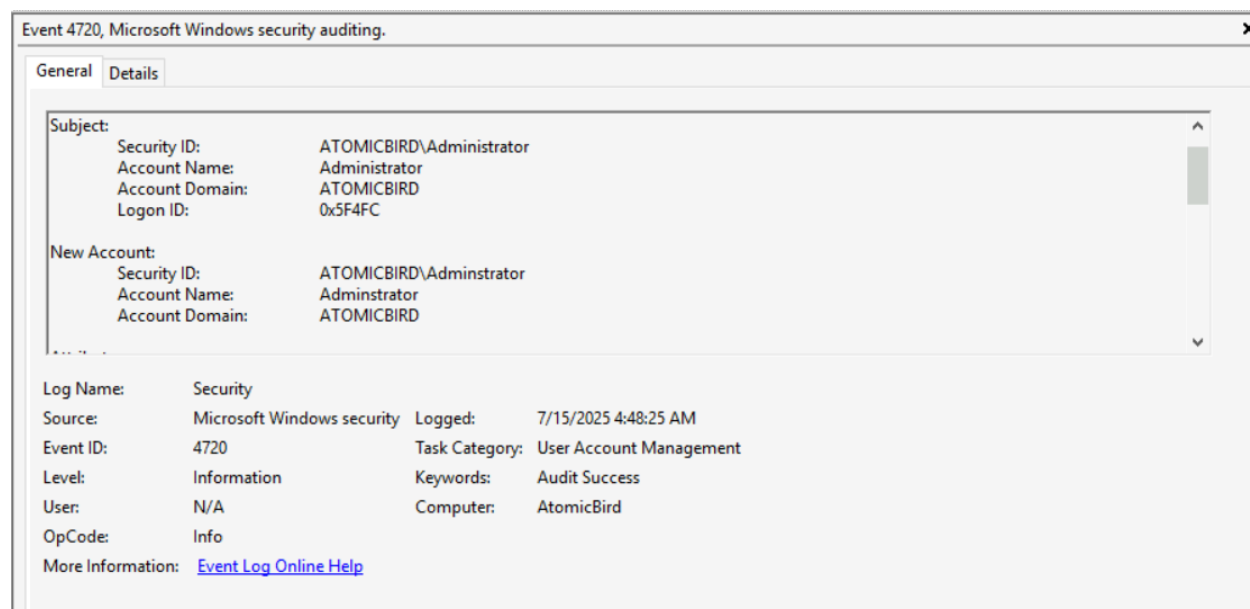 Event 4720, Microsoft Windows security auditing.
General Details
Subject:
Security ID: ATOMICBIRD\Administrator
Account Name: Administrator
Account Domain: ATOMICBIRD
Logon ID: 0x5F4FC
New Account:
Security ID: ATOMICBIRD\Adminstrator
Account Name: Adminstrator
Account Domain: ATOMICBIRD
Log Name: Security
Source: Microsoft Windows security Logged: 7/15/2025 4:48:25 AM
Event ID: 4720 Task Category: User Account Management
Level: Information Keywords: Audit Success
User: N/A Computer: AtomicBird
OpCode: Info
More Information: Event Log Online Help